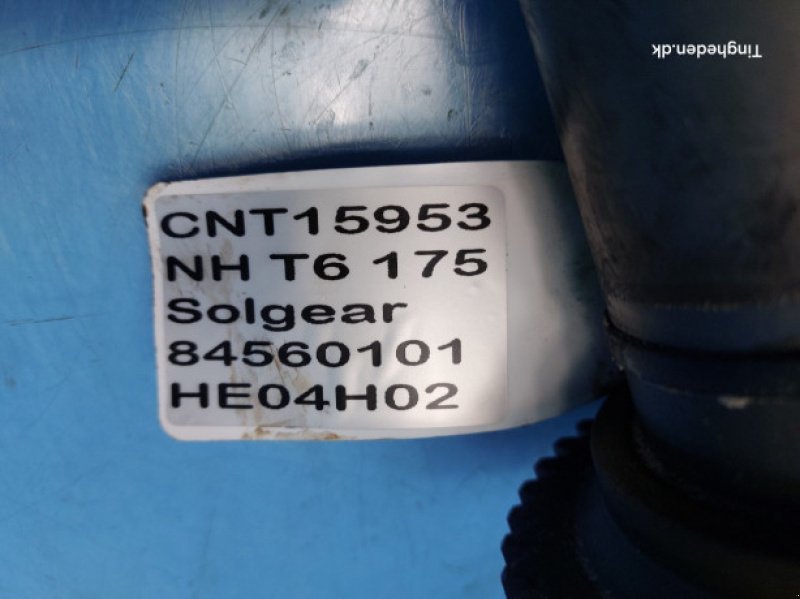 Tingheden.dk
CNT15953
NH T6 175
Solgear
84560101
HE04H02